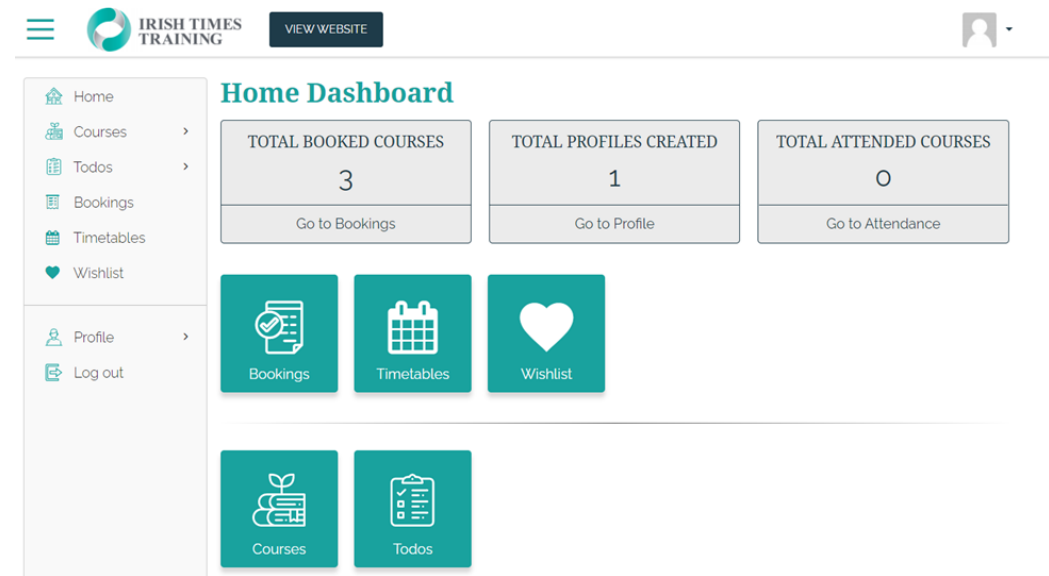 IRISH TIMES
TRAINING
VIEW WEBSITE
Home
Courses
Todos
Bookings
Timetables
Wishlist
Profile
Log out
Home Dashboard
TOTAL BOOKED COURSES
3
Go to Bookings
TOTAL PROFILES CREATED
1
Go to Profile
TOTAL ATTENDED COURSES
0
Go to Attendance
Bookings
Timetables
Wishlist
Courses
Todos